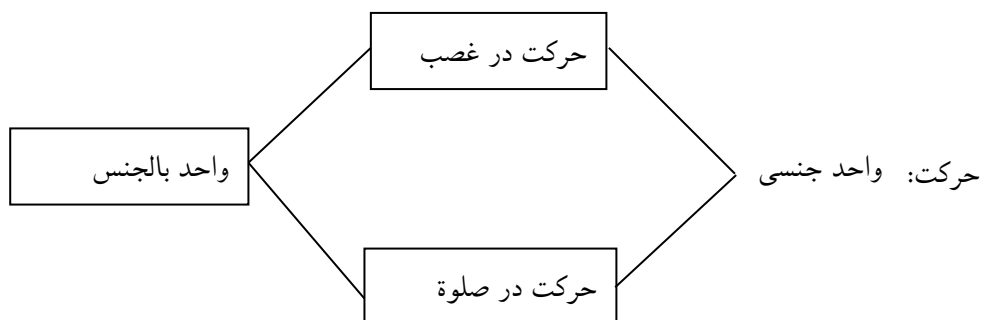 حرکت در غصب
حرکت: واحد جنسی
واحد بالجنس
حرکت در صلوة